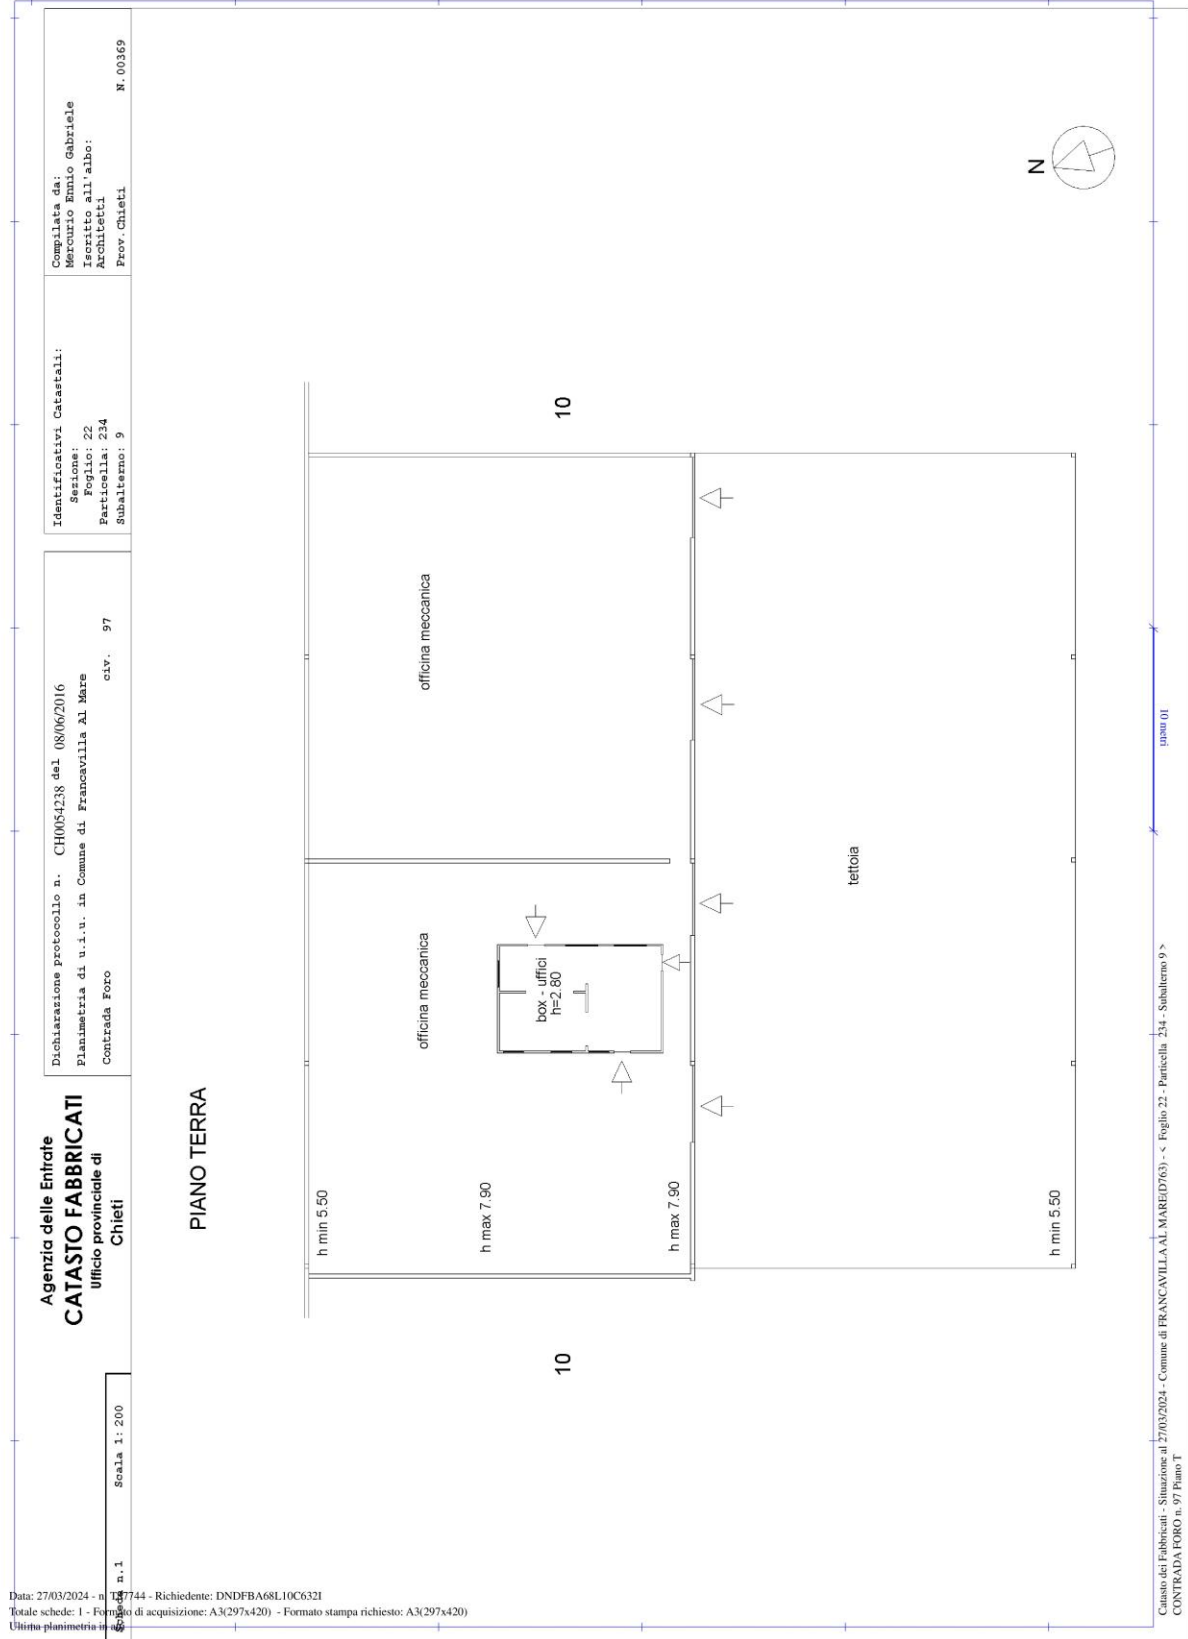 Agenzia delle Entrate
CATASTO FABBRICATI
Ufficio provinciale di
Chieti
Scheda n.1
Scala 1: 200
Dichiarazione protocollo n. CH0054238 del 08/06/2016
Planimetria di u.i.u. in Comune di Francavilla Al Mare
Contrada Foro
civ. 97
Identificativi Catastali:
Sezione:
Foglio: 22
Particella: 234
Subalterno: 9
Compilata da:
Mercurio Ennio Gabriele
Iscritto all'albo:
Architetti
Prov. Chieti
N. 00369
PIANO TERRA
h min 5.50
officina meccanica
officina meccanica
h max 7.90
box - uffici
h=2.80
10
10
h max 7.90
tettoia
h min 5.50
N
10 metri
Catasto dei Fabbricati - Situazione al 27/03/2024 - Comune di FRANCAVILLA AL MARE(D763) - < Foglio 22 - Particella 234 - Subalterno 9 >
CONTRADA FORO n. 97 Piano T
Data: 27/03/2024 - n. 7744 - Richiedente: DNDFBA68L10C632I
Totale schede: 1 - Formato di acquisizione: A3(297x420) - Formato stampa richiesto: A3(297x420)
Ultima planimetria in